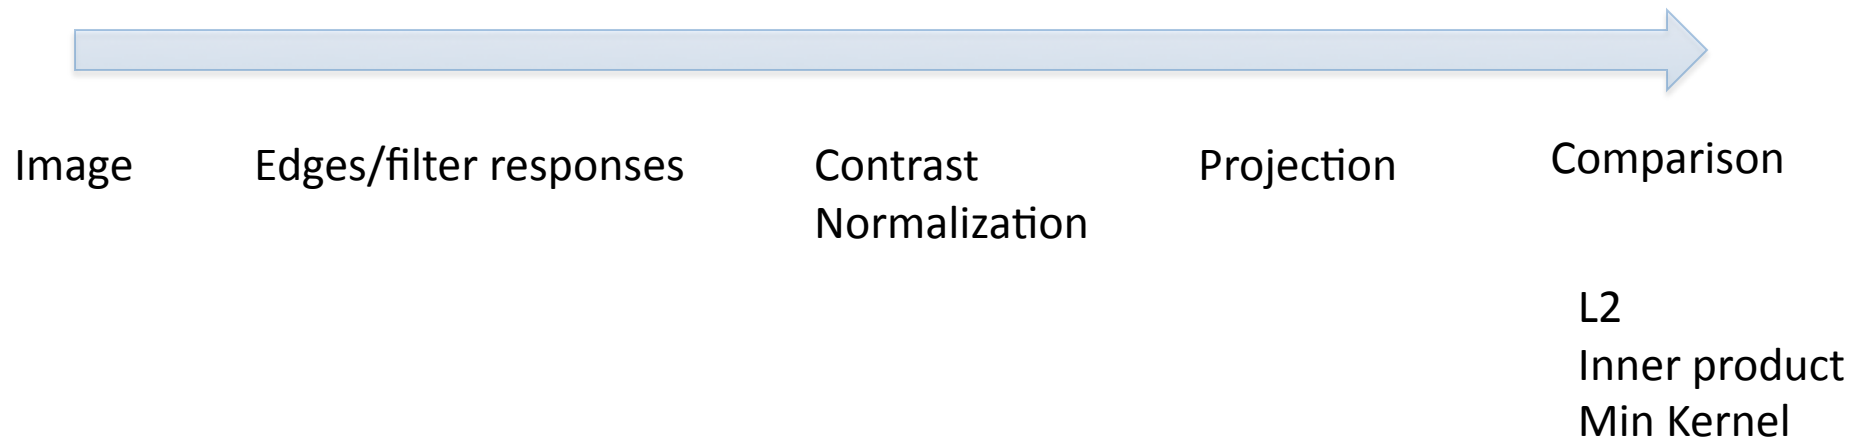 Image
Edges/filter responses
Contrast
Normalization
Projection
Comparison
L2
Inner product
Min Kernel